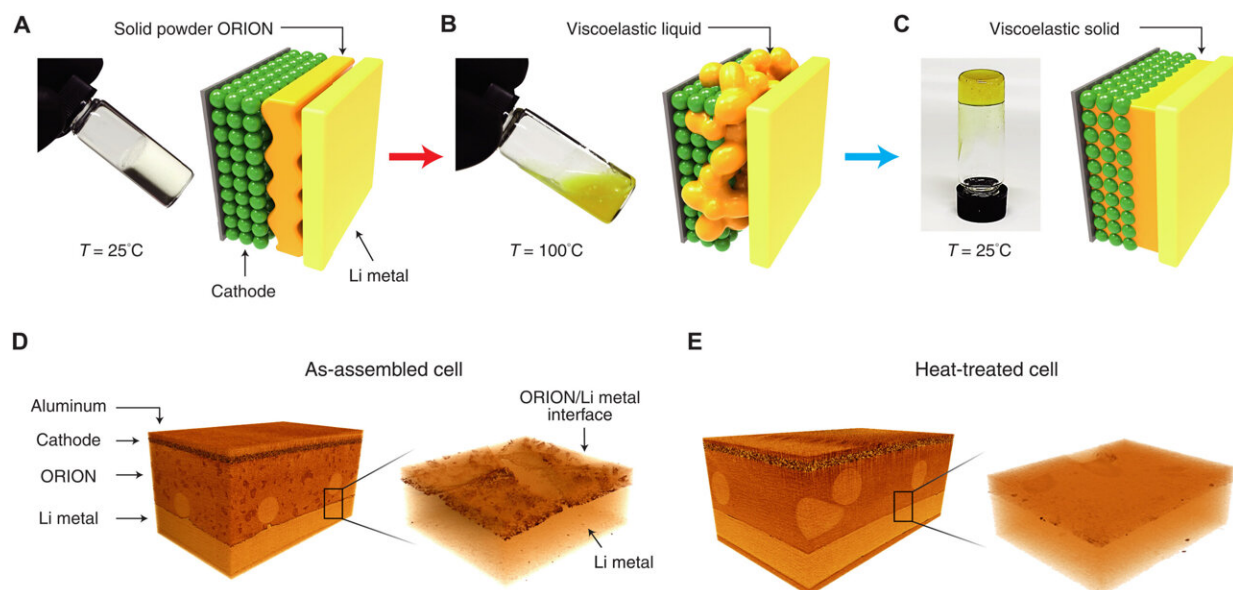 A
Solid powder ORION
T = 25°C
Cathode
Li metal
B
Viscoelastic liquid
T = 100°C
C
Viscoelastic solid
T = 25°C
D
As-assembled cell
Aluminum
Cathode
ORION
Li metal
ORION/Li metal
interface
Li metal
E
Heat-treated cell